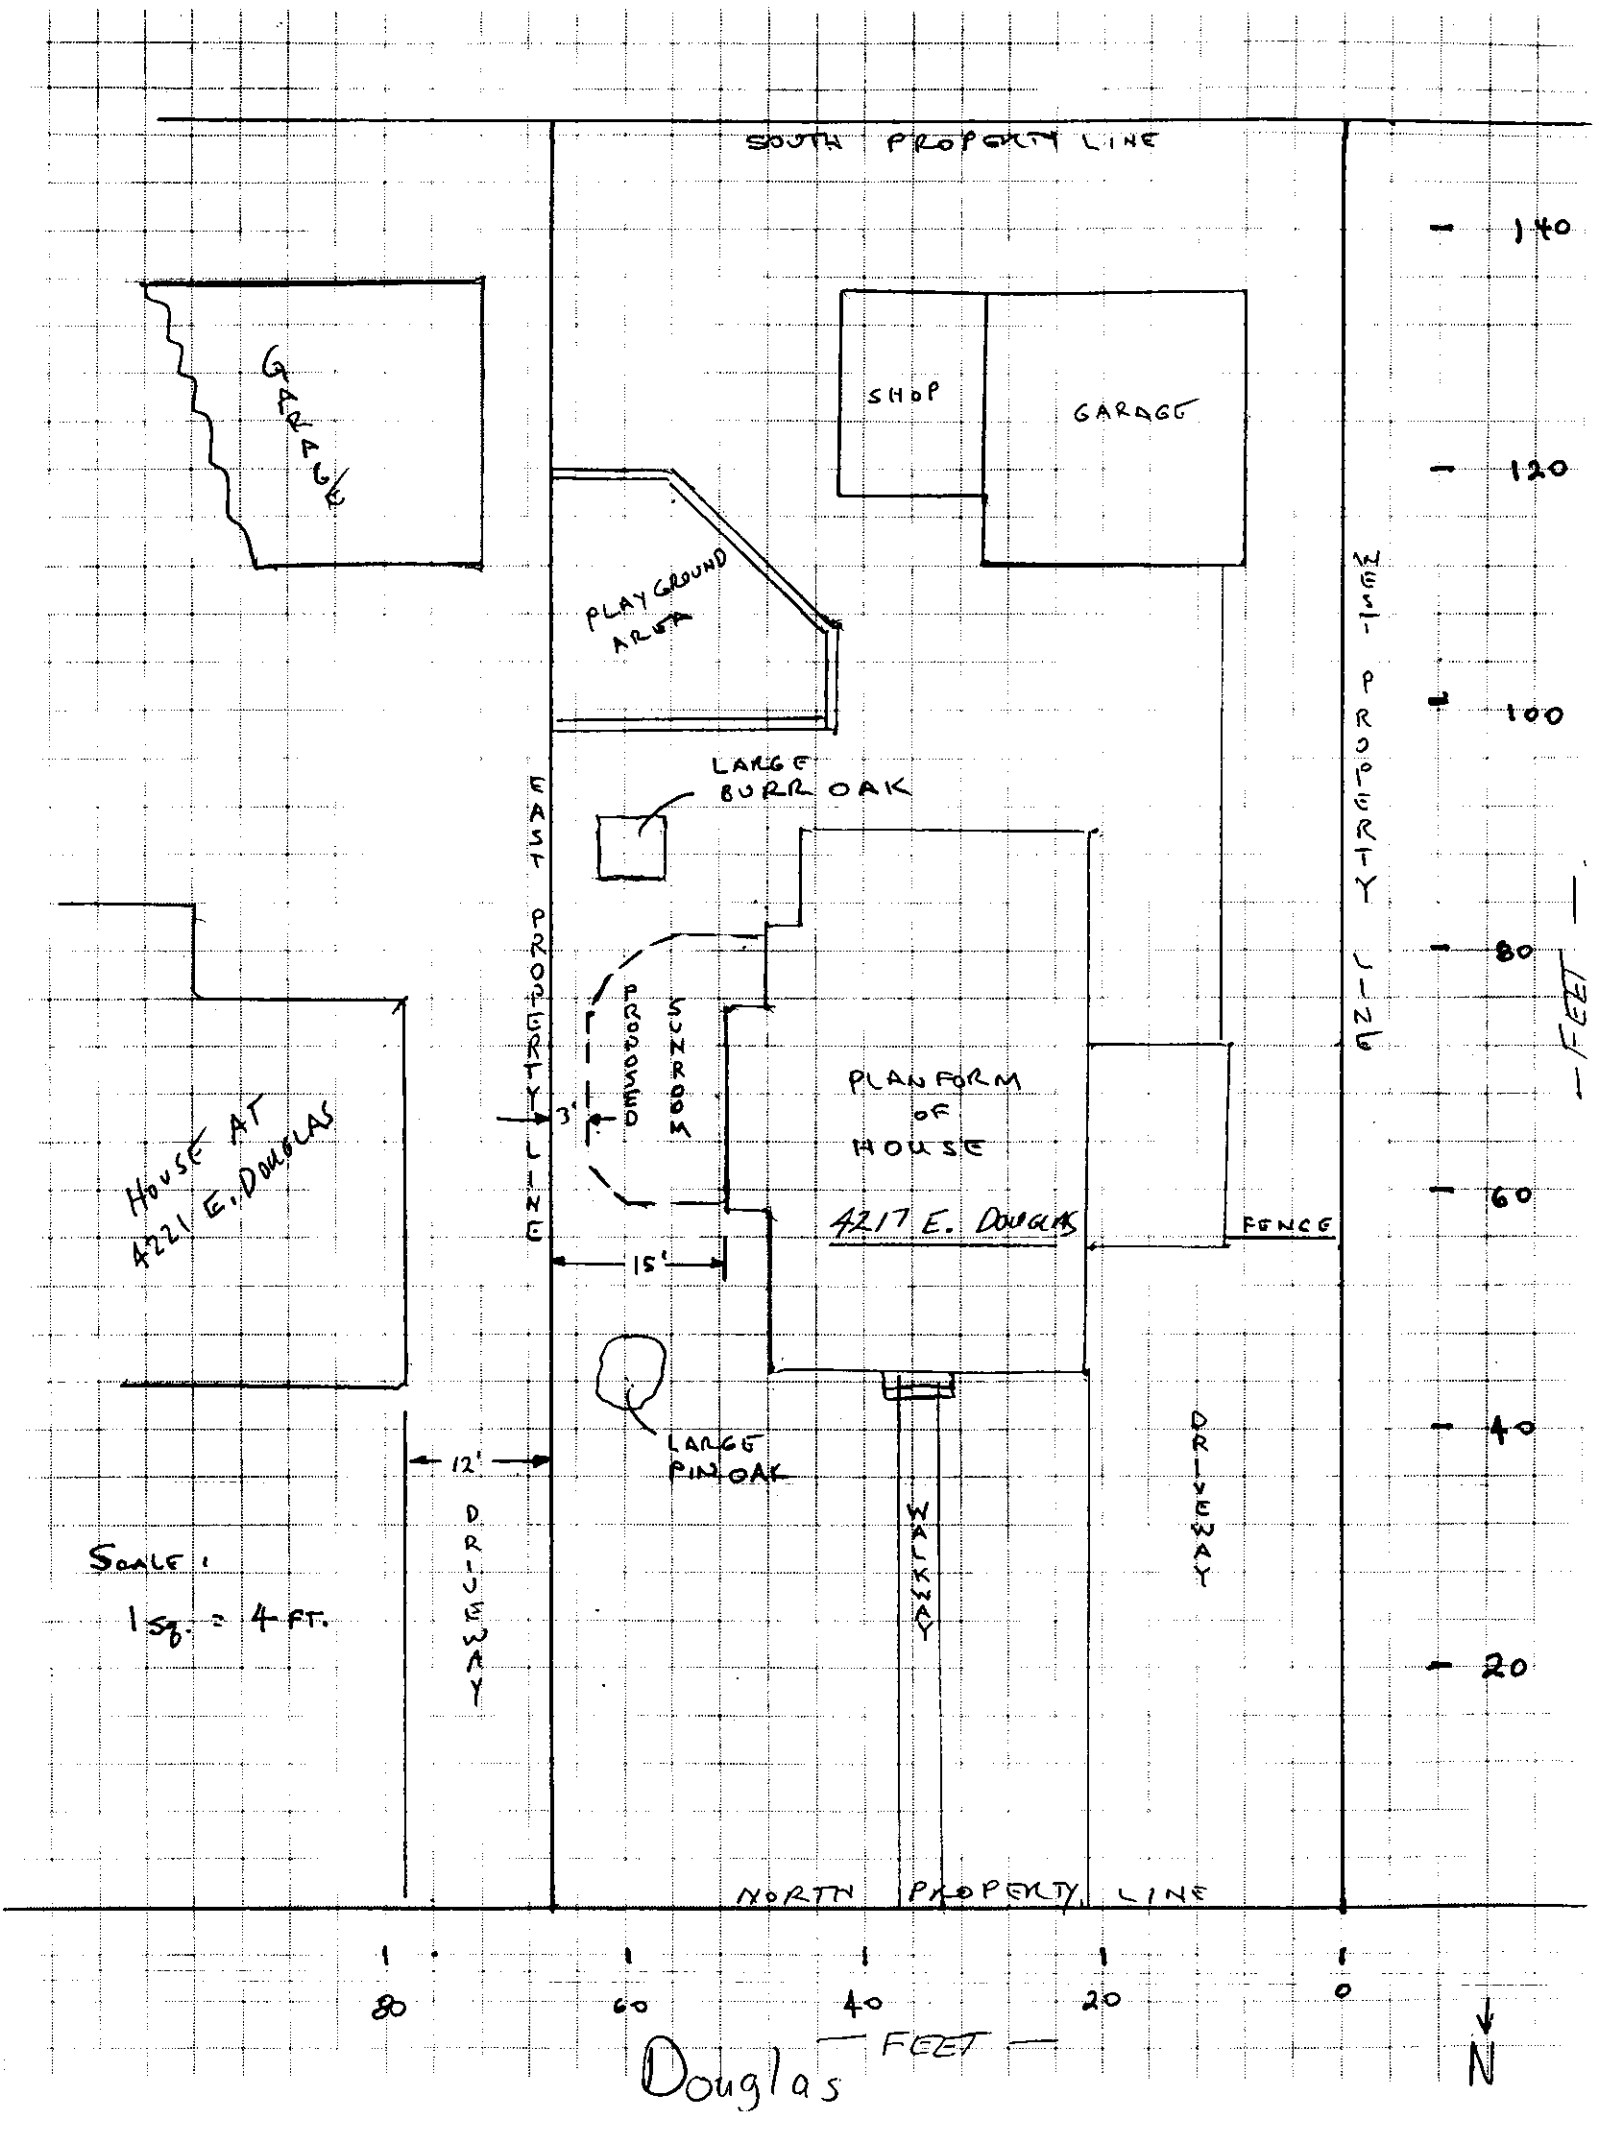 SOUTH PROPERTY LINE
140
GARAGE
SHOP
GARAGE
120
PLAYGROUND
AREA
WEST PROPERTY LINE
100
LARGE
BURR OAK
EAST PROPERTY LINE
80
— FEET —
PROPOSED
SUNROOM
PLANFORM
OF
HOUSE
3'
HOUSE AT
4221 E. DOUGLAS
60
4217 E. DOUGLAS
FENCE
15'
40
LARGE
PIN OAK
12'
DRIVEWAY
WALKWAY
DRIVEWAY
SCALE:
1 sq. = 4 FT.
20
NORTH PROPERTY LINE
80
60
40
20
0
— FEET —
Douglas
N